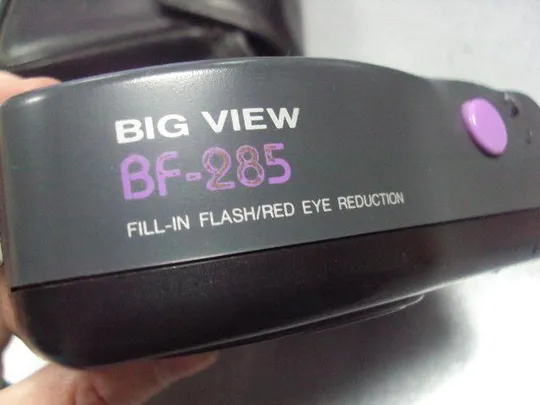 BIG VIEW
BF-285
FILL-IN FLASH/RED EYE REDUCTION